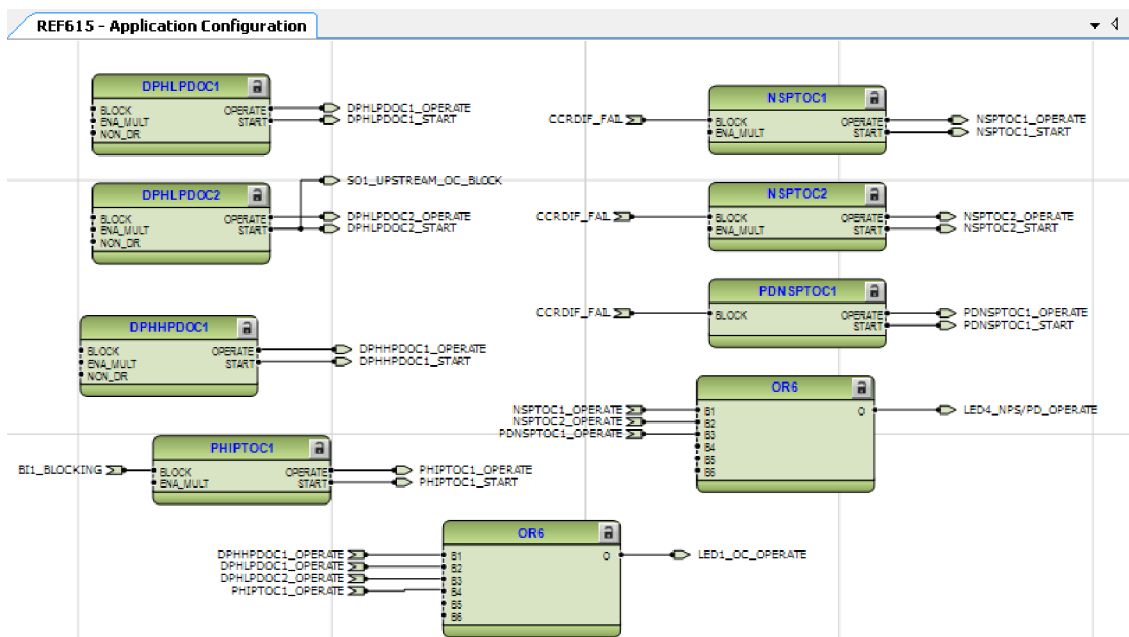 REF615 - Application Configuration
DPHLPDOC1
BLOCK
ENA_MULT
NON_DR
OPERATE
START
DPHLPDOC1_OPERATE
DPHLPDOC1_START
DPHLPDOC2
BLOCK
ENA_MULT
NON_DR
OPERATE
START
SO1_UPSTREAM_OC_BLOCK
DPHLPDOC2_OPERATE
DPHLPDOC2_START
DPHHPDOC1
BLOCK
ENA_MULT
NON_DR
OPERATE
START
DPHHPDOC1_OPERATE
DPHHPDOC1_START
BI1_BLOCKING
PHIPTOC1
BLOCK
ENA_MULT
OPERATE
START
PHIPTOC1_OPERATE
PHIPTOC1_START
DPHHPDOC1_OPERATE
DPHLPDOC1_OPERATE
DPHLPDOC2_OPERATE
PHIPTOC1_OPERATE
OR6
B1
B2
B3
B4
B5
B6
O
LED1_OC_OPERATE
CCRDIF_FAIL
NSPTOC1
BLOCK
ENA_MULT
OPERATE
START
NSPTOC1_OPERATE
NSPTOC1_START
CCRDIF_FAIL
NSPTOC2
BLOCK
ENA_MULT
OPERATE
START
NSPTOC2_OPERATE
NSPTOC2_START
CCRDIF_FAIL
PDNSPTOC1
BLOCK
OPERATE
START
PDNSPTOC1_OPERATE
PDNSPTOC1_START
NSPTOC1_OPERATE
NSPTOC2_OPERATE
PDNSPTOC1_OPERATE
OR6
B1
B2
B3
B4
B5
B6
O
LED4_NPS/PD_OPERATE